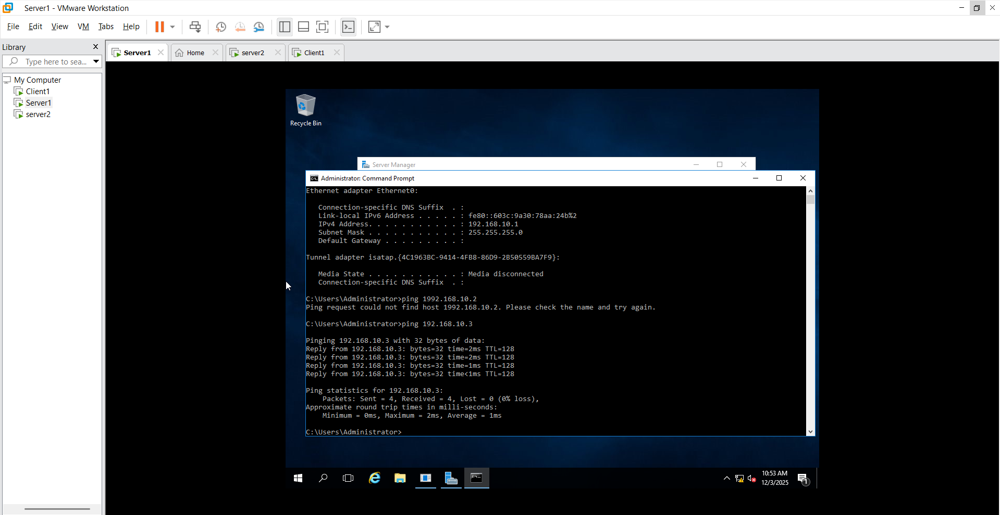 Server1 - VMware Workstation
File Edit View VM Tabs Help
Library
Type here to sea...
My Computer
Client1
Server1
server2
Server1
Home
server2
Client1
Recycle Bin
Server Manager
Administrator: Command Prompt
Ethernet adapter Ethernet0:
Connection-specific DNS Suffix  . :
Link-local IPv6 Address . . . . . : fe80::603c:9a30:78aa:24b%2
IPv4 Address. . . . . . . . . . . : 192.168.10.1
Subnet Mask . . . . . . . . . . . : 255.255.255.0
Default Gateway . . . . . . . . . :
Tunnel adapter isatap.{4C1963BC-9414-4FB8-86D9-2B50559BA7F9}:
Media State . . . . . . . . . . . : Media disconnected
Connection-specific DNS Suffix  . :
C:\Users\Administrator>ping 1992.168.10.2
Ping request could not find host 1992.168.10.2. Please check the name and try again.
C:\Users\Administrator>ping 192.168.10.3
Pinging 192.168.10.3 with 32 bytes of data:
Reply from 192.168.10.3: bytes=32 time=2ms TTL=128
Reply from 192.168.10.3: bytes=32 time=2ms TTL=128
Reply from 192.168.10.3: bytes=32 time=1ms TTL=128
Reply from 192.168.10.3: bytes=32 time<1ms TTL=128
Ping statistics for 192.168.10.3:
Packets: Sent = 4, Received = 4, Lost = 0 (0% loss),
Approximate round trip times in milli-seconds:
Minimum = 0ms, Maximum = 2ms, Average = 1ms
C:\Users\Administrator>
10:53 AM
12/3/2025
1